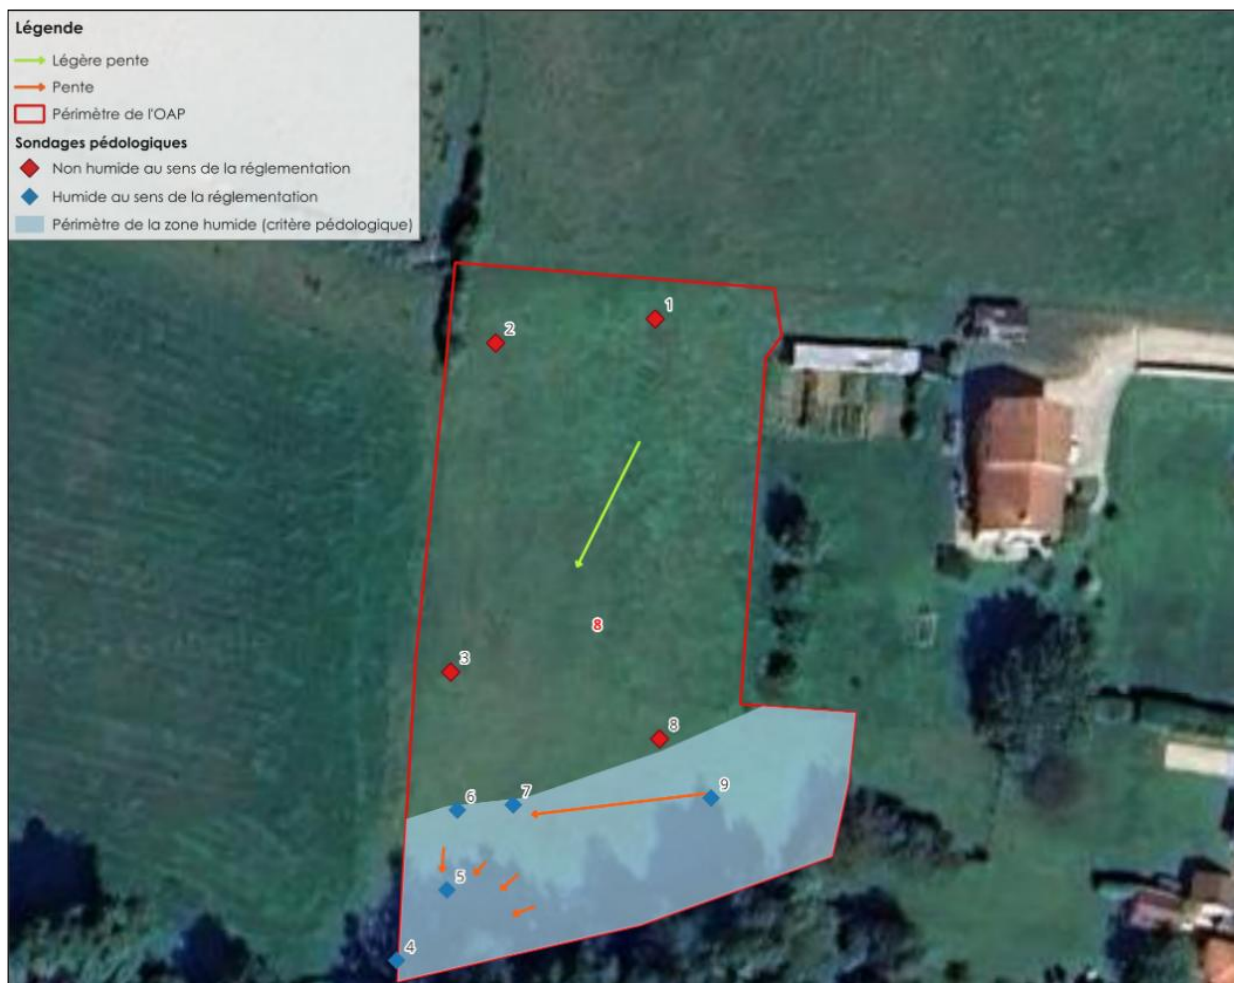 Légende
Légère pente
Pente
Périmètre de l'OAP
Sondages pédologiques
Non humide au sens de la réglementation
Humide au sens de la réglementation
Périmètre de la zone humide (critère pédologique)
1
2
8
3
8
9
7
6
5
4